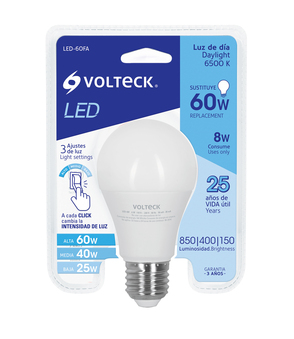 LED-60FA
VOLTECK®
LED
Luz de día
Daylight
6500 K
SUSTITUYE
60W
REPLACEMENT
8W
Consume
Uses only
3 Ajustes
de luz
Light settings
25 años de
VIDA útil
Years
A cada CLICK
cambia la
INTENSIDAD DE LUZ
ALTA 60W
MEDIA 40W
BAJA 25W
VOLTECK
850|400|150
Luminosidad Brightness
GARANTÍA
3 AÑOS